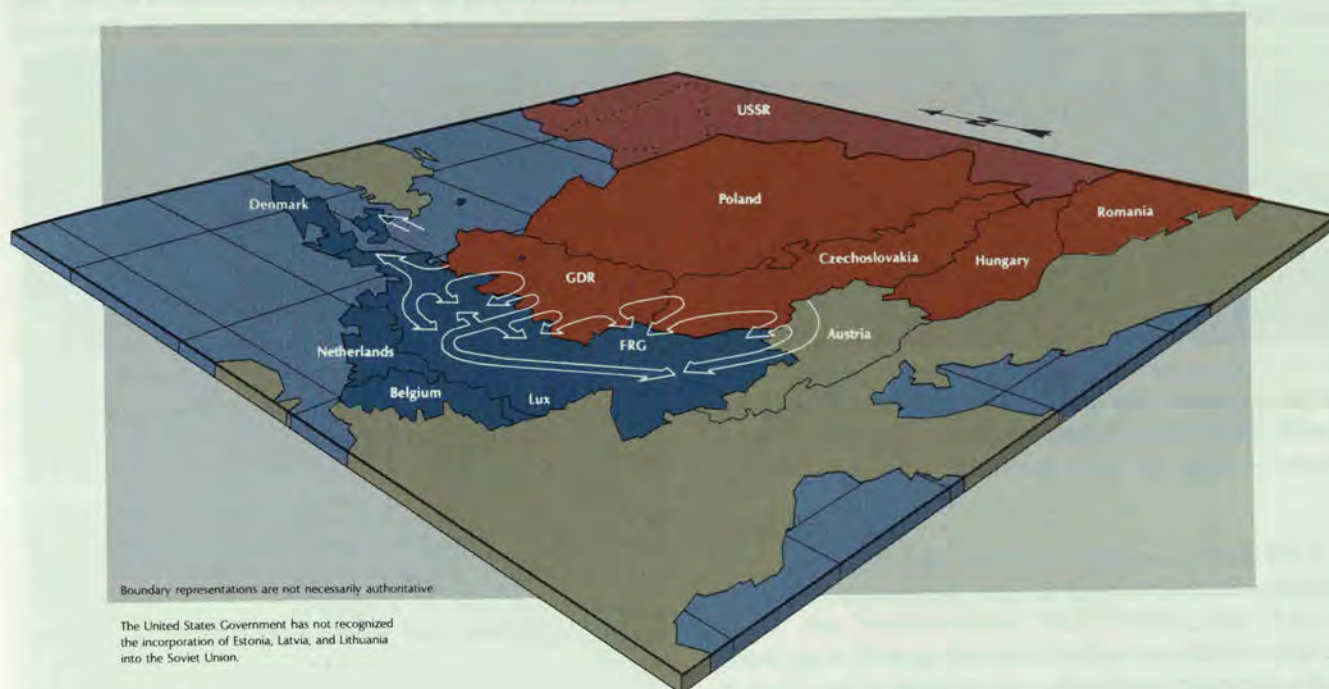 USSR
N
Denmark
Poland
Romania
Czechoslovakia
Hungary
GDR
Austria
FRG
Netherlands
Belgium
Lux
Boundary representations are not necessarily authoritative.
The United States Government has not recognized
the incorporation of Estonia, Latvia, and Lithuania
into the Soviet Union.